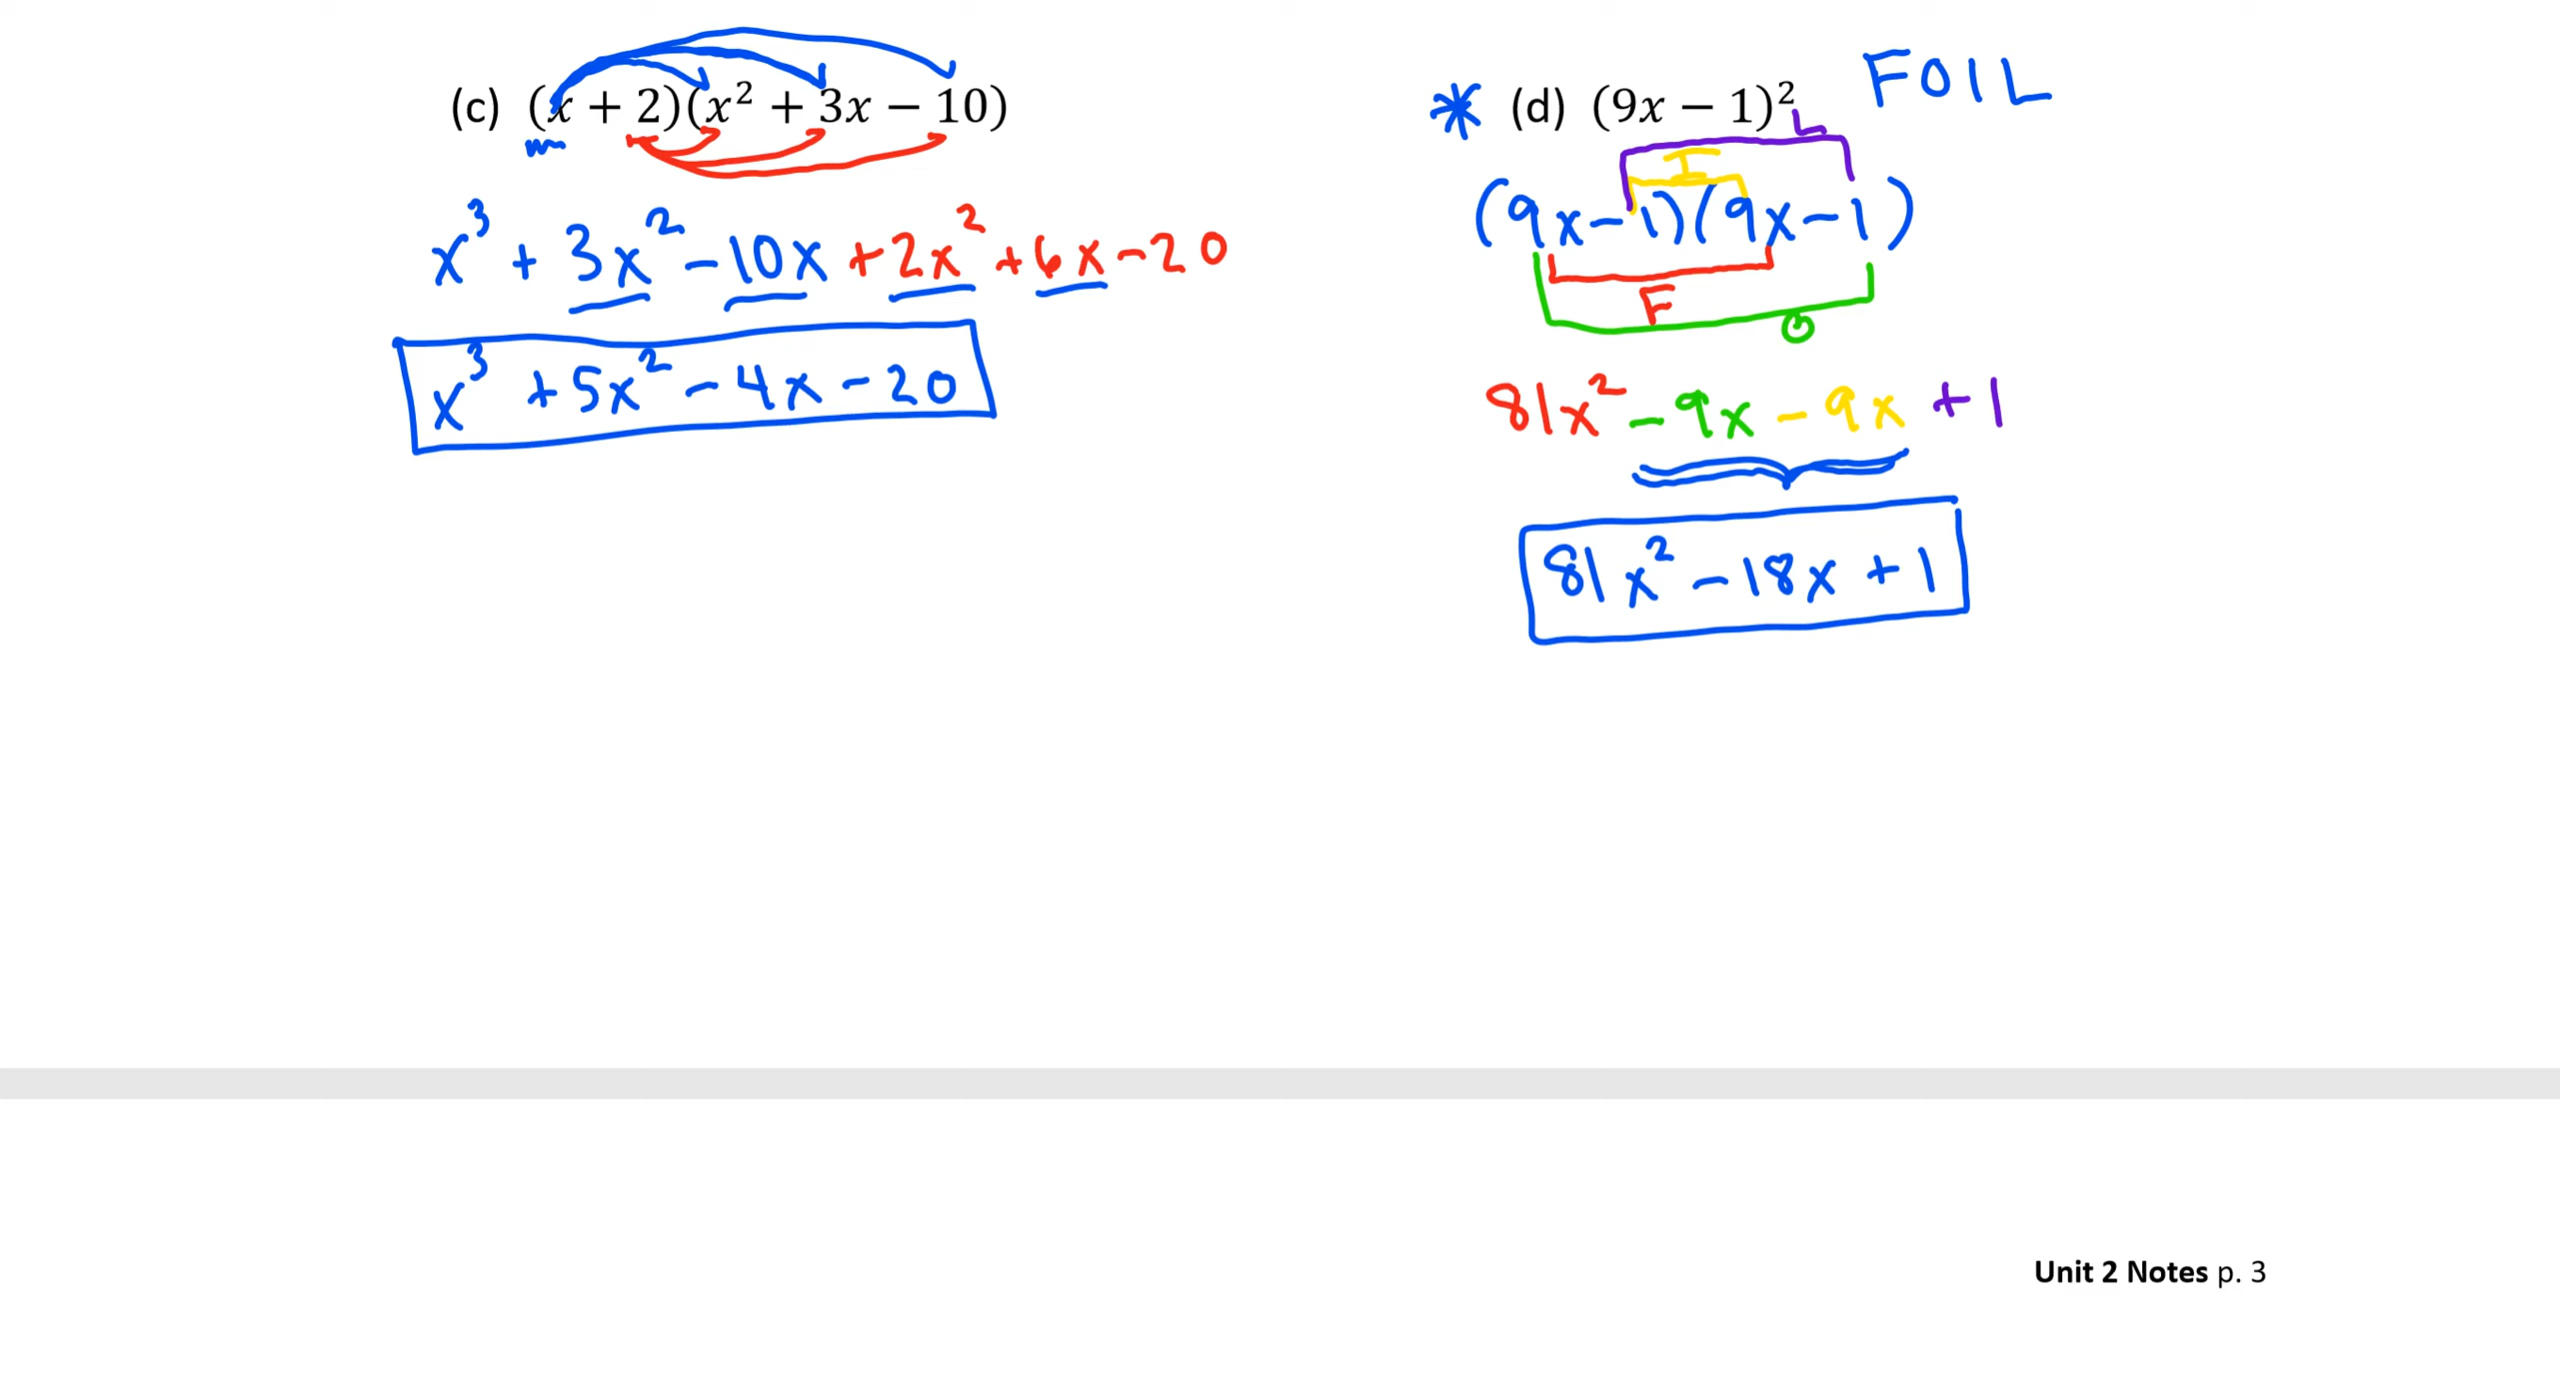 (c) (x + 2)(x² + 3x − 10)
x³ + 3x² − 10x + 2x² + 6x − 20
x³ + 5x² − 4x − 20
* (d) (9x − 1)² FOIL
L
I
(9x − 1)(9x − 1)
F
O
81x² − 9x − 9x + 1
81x² − 18x + 1
Unit 2 Notes p. 3